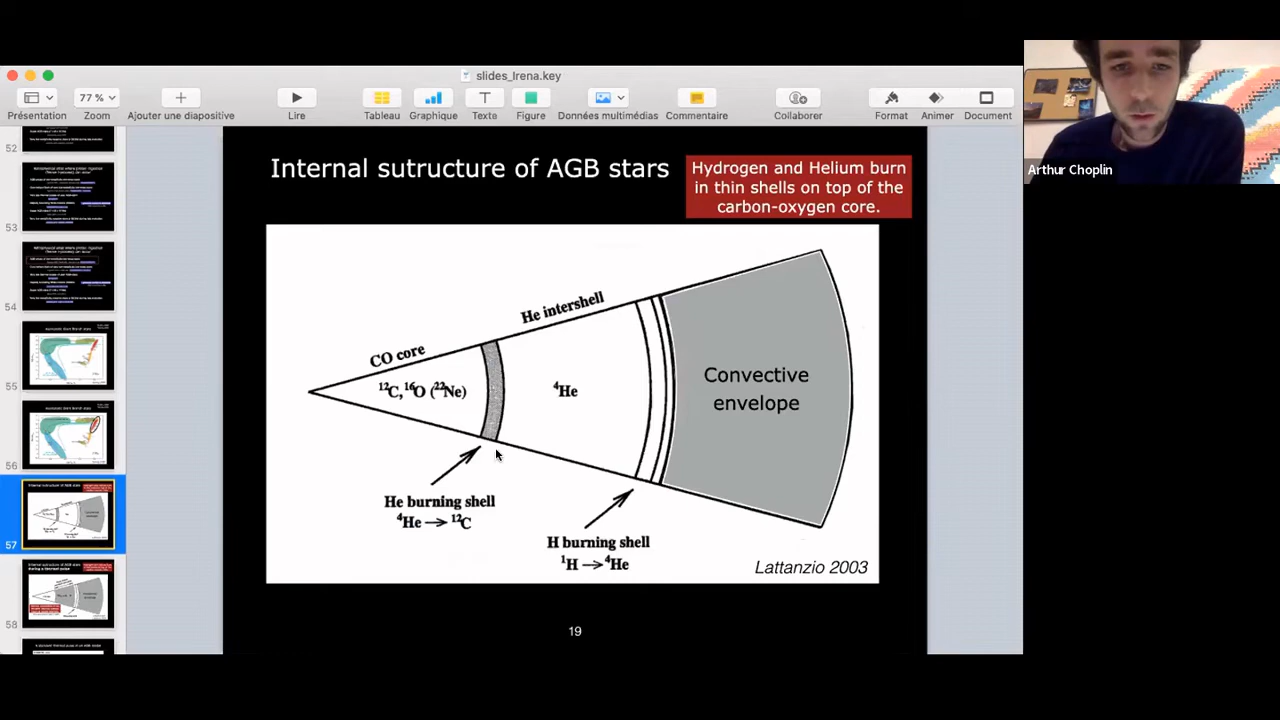 slides_Irena.key
77 %
Présentation
Zoom
Ajouter une diapositive
Lire
Tableau
Graphique
Texte
Figure
Données multimédias
Commentaire
Collaborer
Format
Animer
Document
Arthur Choplin
52
53
54
55
56
57
58
Internal sutructure of AGB stars
Hydrogen and Helium burn
in thin shells on top of the
carbon-oxygen core.
He intershell
CO core
¹²C, ¹⁶O (²²Ne)
⁴He
Convective
envelope
He burning shell
⁴He → ¹²C
H burning shell
¹H → ⁴He
Lattanzio 2003
19